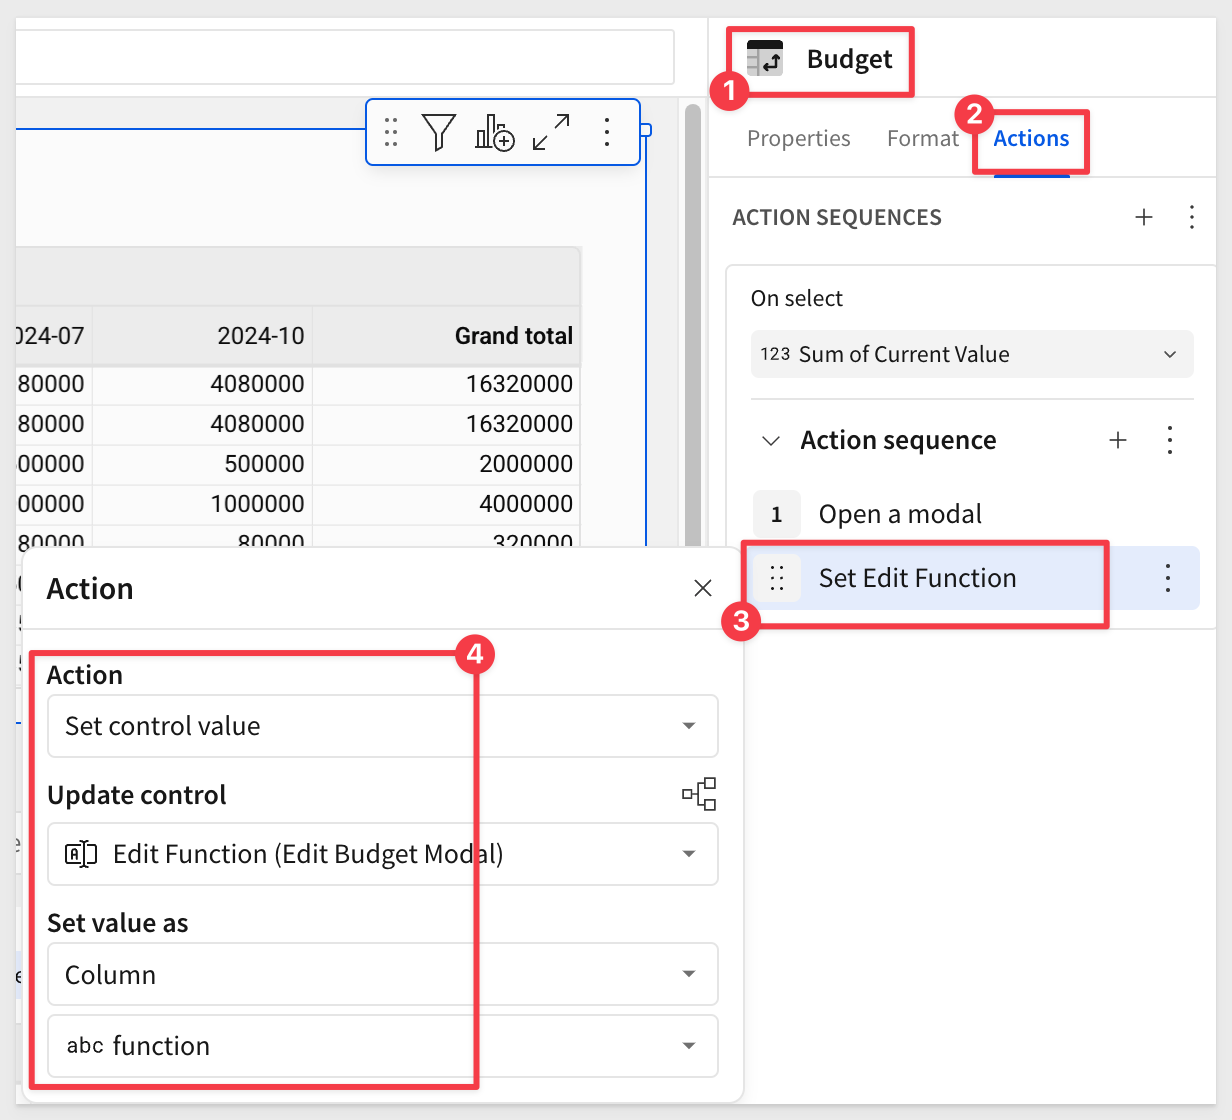 Budget
1
2
Properties Format Actions
ACTION SEQUENCES
On select
123 Sum of Current Value
Action sequence
1 Open a modal
Set Edit Function
3
024-07 2024-10 Grand total
80000 4080000 16320000
80000 4080000 16320000
00000 500000 2000000
00000 1000000 4000000
80000 80000 320000
Action
4
Action
Set control value
Update control
Edit Function (Edit Budget Modal)
Set value as
Column
abc function